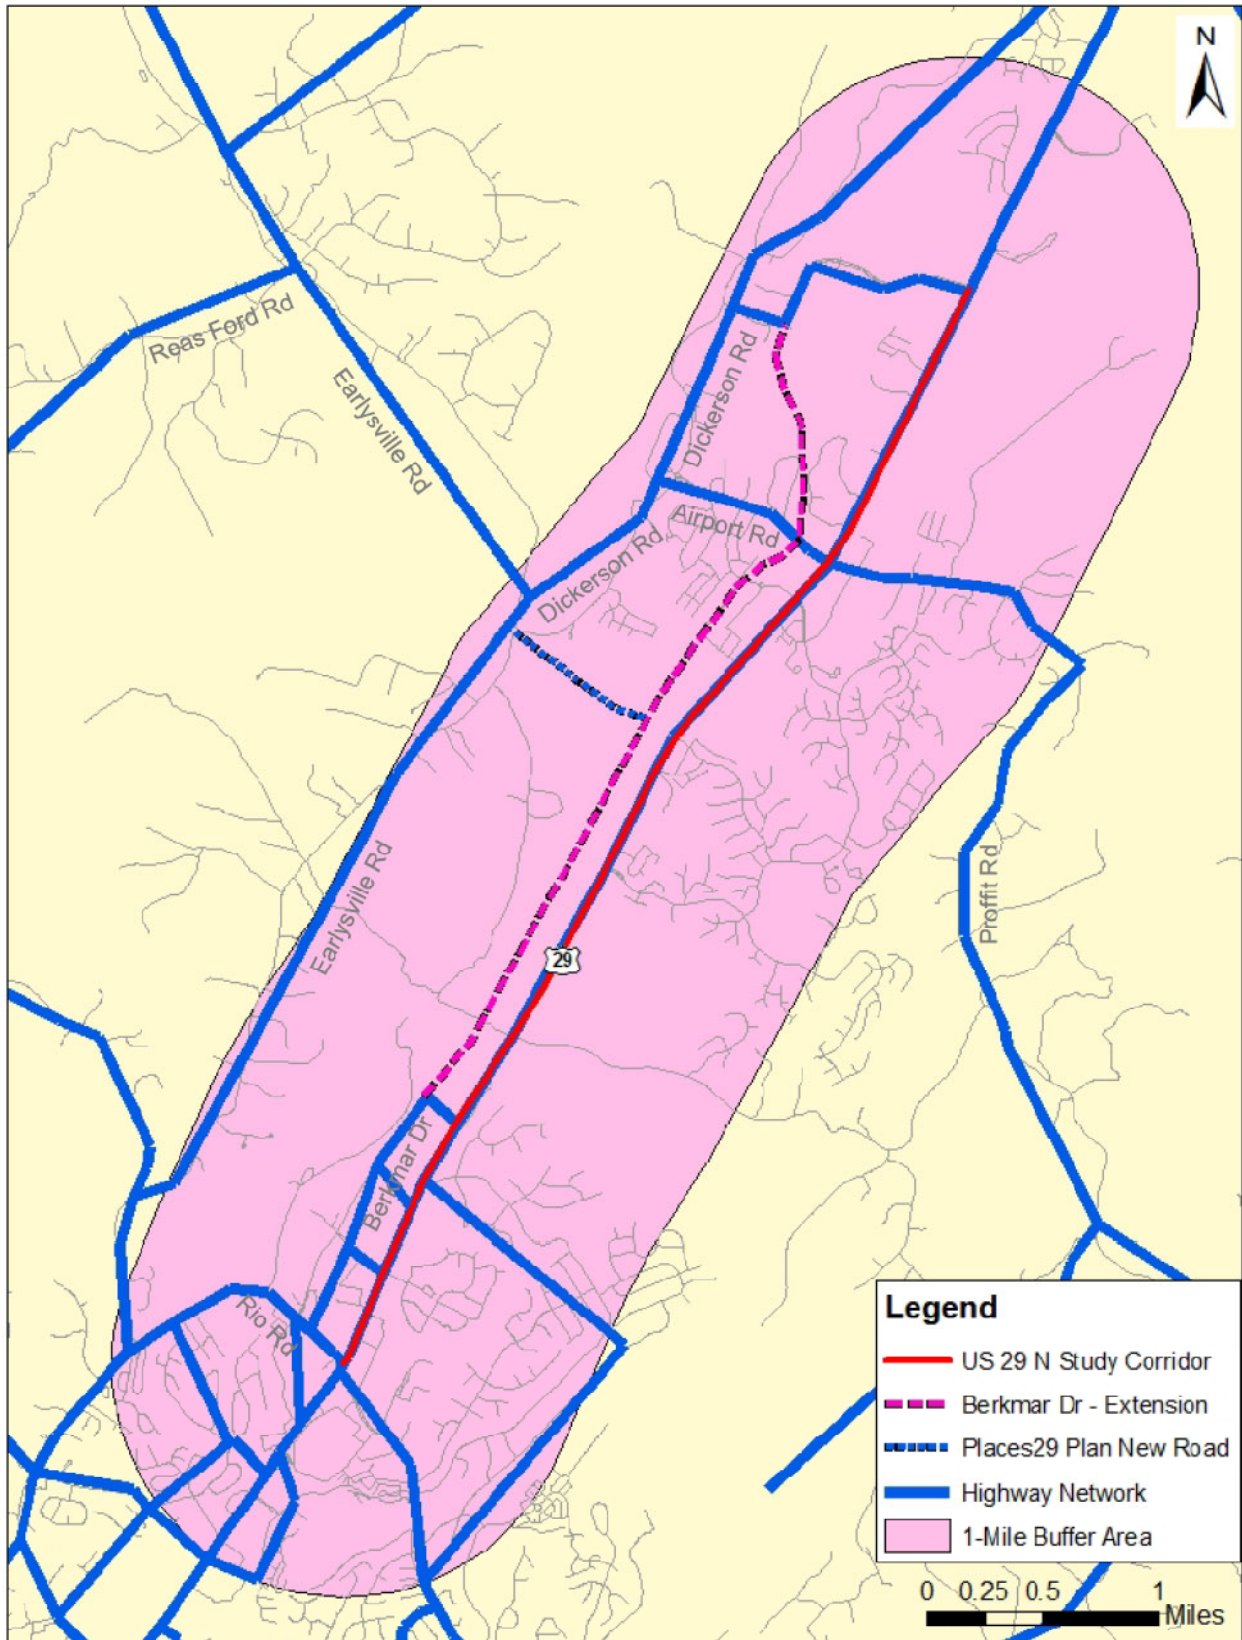 N
Reas Ford Rd
Earlysville Rd
Dickerson Rd
Airport Rd
Dickerson Rd
Earlysville Rd
Proffit Rd
29
Berkmar Dr
Rio Rd
Legend
US 29 N Study Corridor
Berkmar Dr - Extension
Places29 Plan New Road
Highway Network
1-Mile Buffer Area
0 0.25 0.5 1
Miles